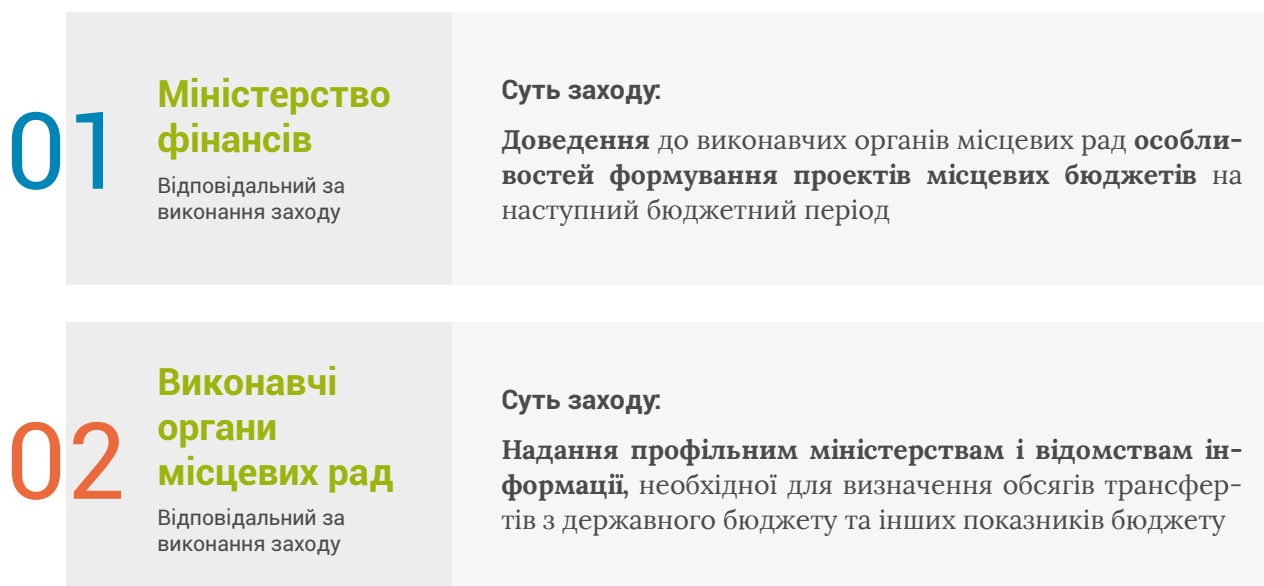 01
Міністерство
фінансів
Відповідальний за
виконання заходу
Суть заходу:
Доведення до виконавчих органів місцевих рад особли-
востей формування проектів місцевих бюджетів на
наступний бюджетний період
02
Виконавчі
органи
місцевих рад
Відповідальний за
виконання заходу
Суть заходу:
Надання профільним міністерствам і відомствам ін-
формації, необхідної для визначення обсягів трансфер-
тів з державного бюджету та інших показників бюджету